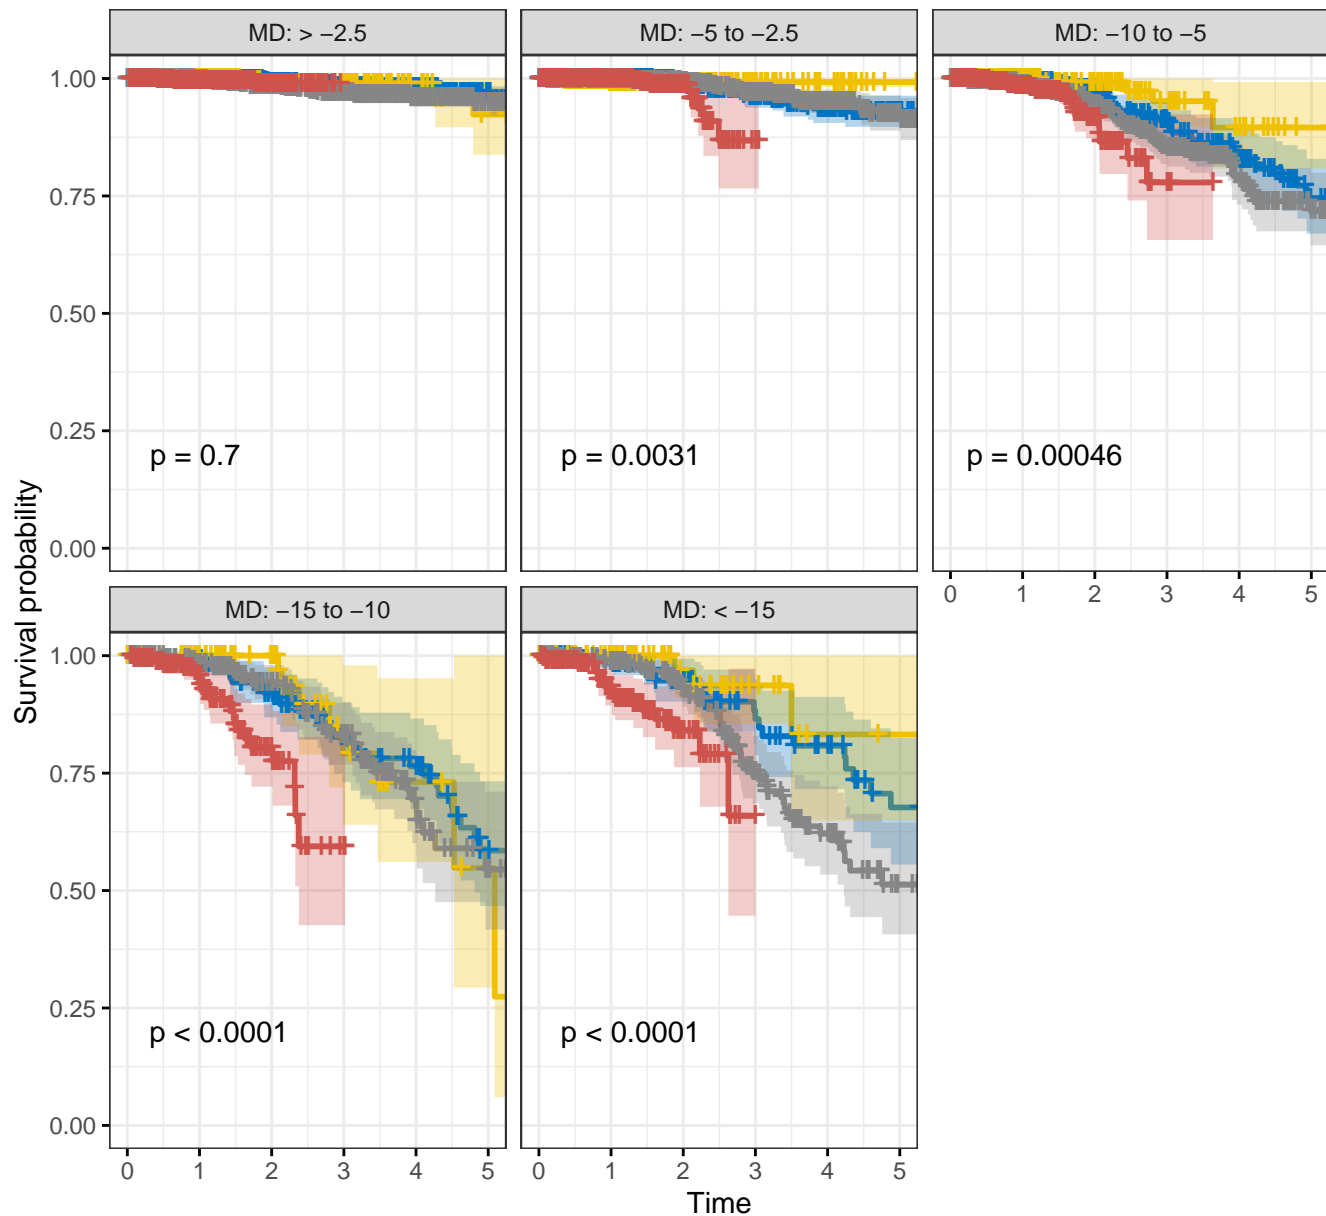 MD: > −2.5
MD: −5 to −2.5
MD: −10 to −5
1.00
0.75
0.50
0.25
0.00
p = 0.7
p = 0.0031
p = 0.00046
0 1 2 3 4 5
Survival probability
MD: −15 to −10
MD: < −15
1.00
0.75
0.50
0.25
0.00
p < 0.0001
p < 0.0001
0 1 2 3 4 5
0 1 2 3 4 5
Time